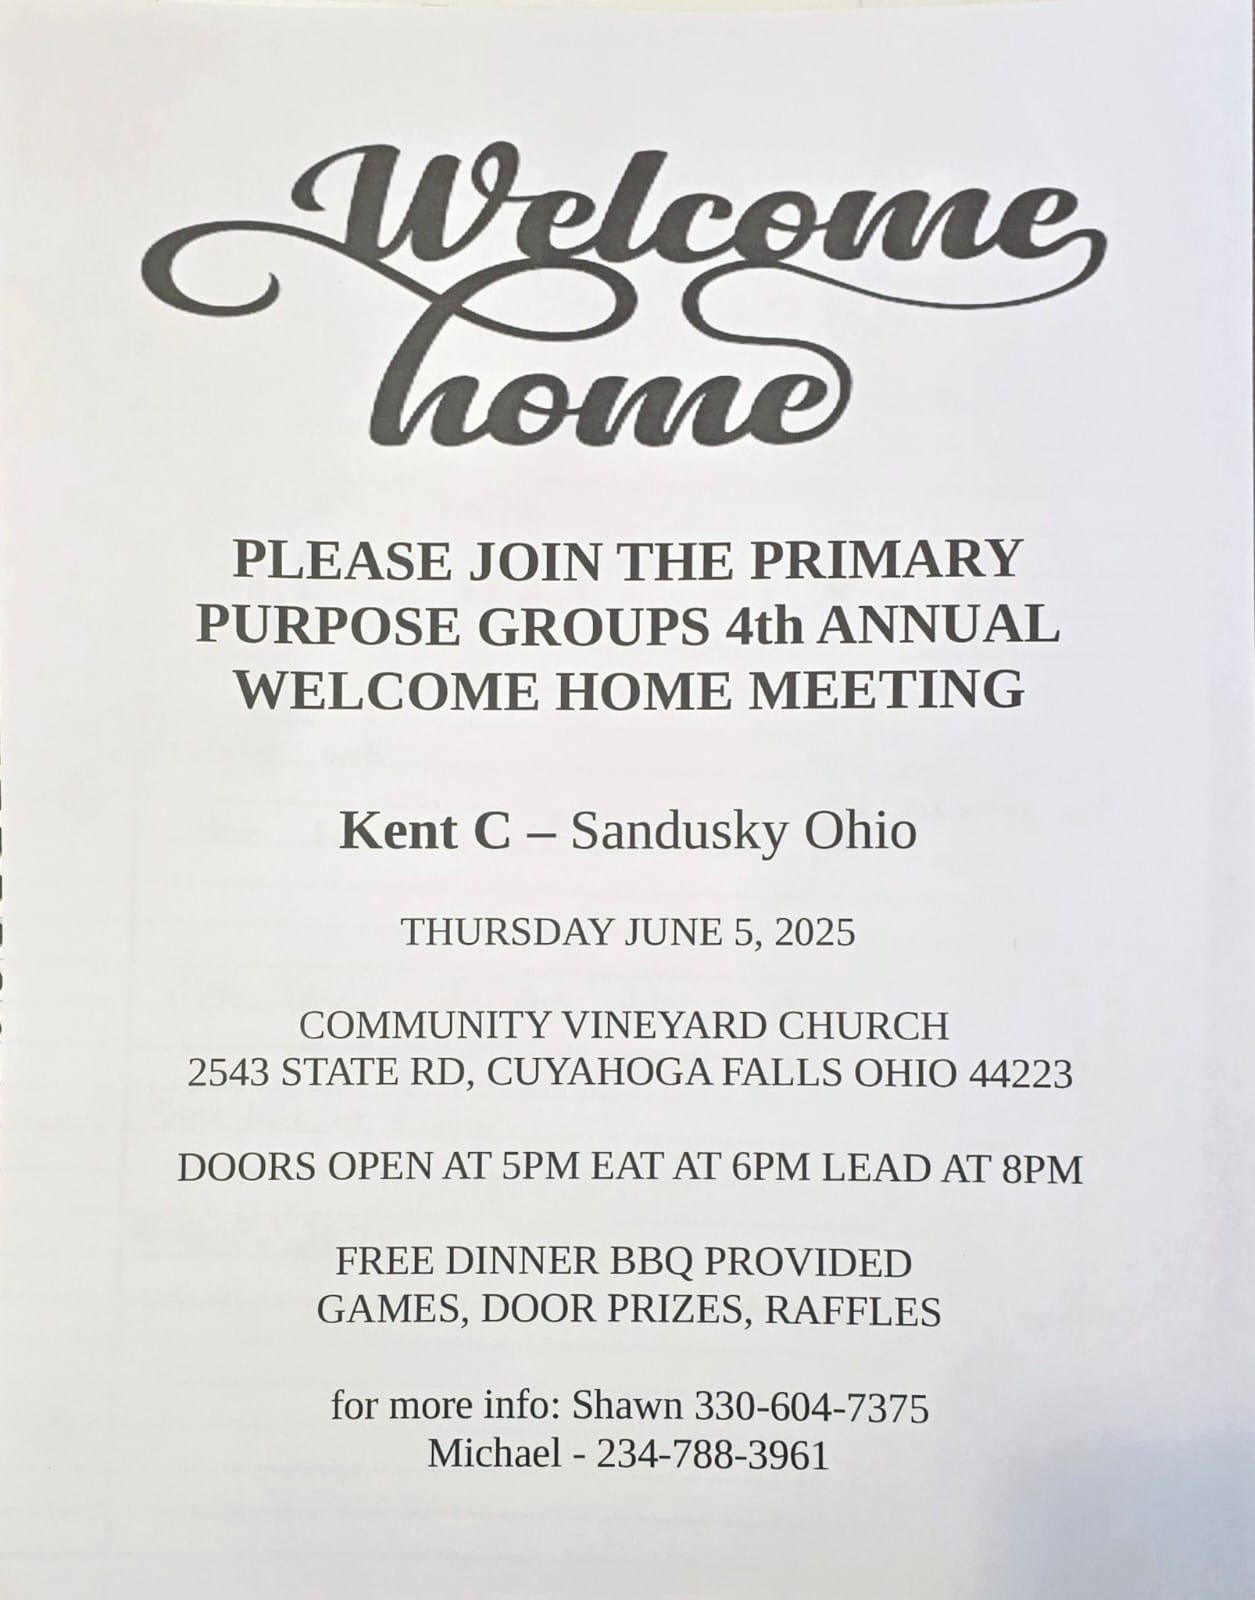 Welcome
home
PLEASE JOIN THE PRIMARY
PURPOSE GROUPS 4th ANNUAL
WELCOME HOME MEETING
Kent C – Sandusky Ohio
THURSDAY JUNE 5, 2025
COMMUNITY VINEYARD CHURCH
2543 STATE RD, CUYAHOGA FALLS OHIO 44223
DOORS OPEN AT 5PM EAT AT 6PM LEAD AT 8PM
FREE DINNER BBQ PROVIDED
GAMES, DOOR PRIZES, RAFFLES
for more info: Shawn 330-604-7375
Michael - 234-788-3961